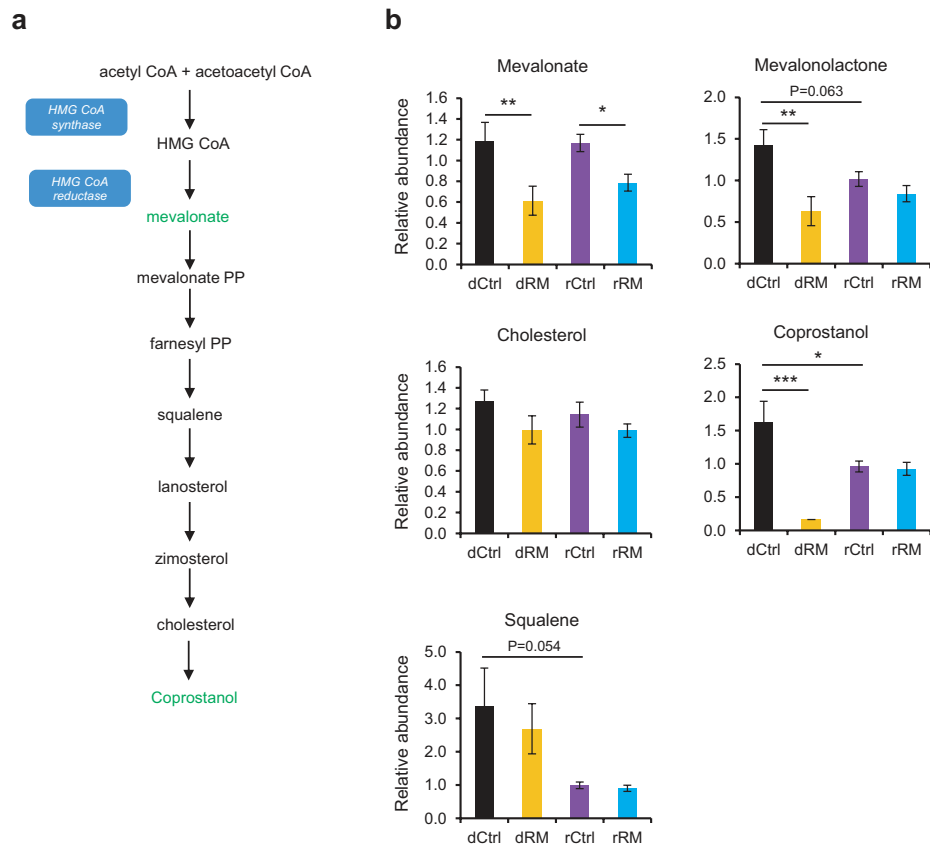 a
acetyl CoA + acetoacetyl CoA
HMG CoA
synthase
HMG CoA
HMG CoA
reductase
mevalonate
mevalonate PP
farnesyl PP
squalene
lanosterol
zimosterol
cholesterol
Coprostanol
b
Mevalonate
Relative abundance
1.6
1.4
1.2
1.0
0.8
0.6
0.4
0.2
0.0
**
*
dCtrl dRM rCtrl rRM
Mevalonolactone
2.0
1.5
1.0
0.5
0.0
P=0.063
**
dCtrl dRM rCtrl rRM
Cholesterol
Relative abundance
1.6
1.4
1.2
1.0
0.8
0.6
0.4
0.2
0.0
dCtrl dRM rCtrl rRM
Coprostanol
2.5
2.0
1.5
1.0
0.5
0.0
*
***
dCtrl dRM rCtrl rRM
Squalene
Relative abundance
5.0
4.0
3.0
2.0
1.0
0.0
P=0.054
dCtrl dRM rCtrl rRM